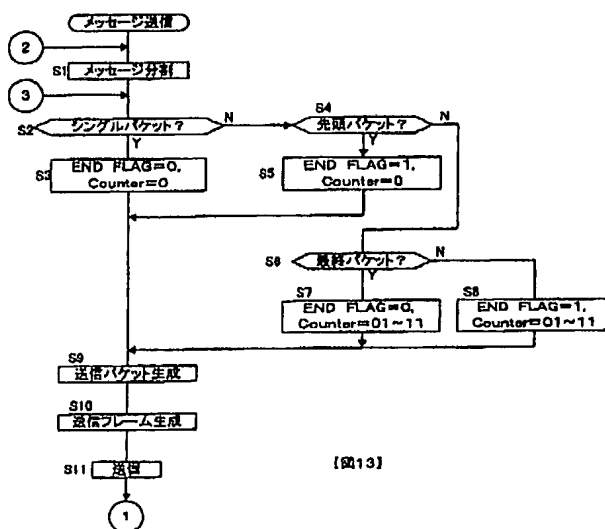 メッセージ送信
2
S1 メッセージ分割
3
S2 シングルパケット?
N
Y
S4
先頭パケット?
N
Y
S3 END FLAG=0,
Counter=0
S5 END FLAG=1,
Counter=0
S6 最終パケット?
N
Y
S7
END FLAG=0,
Counter=01~11
S8
END FLAG=1,
Counter=01~11
S9
送信パケット生成
S10
送信フレーム生成
S11 送信
【図13】
1